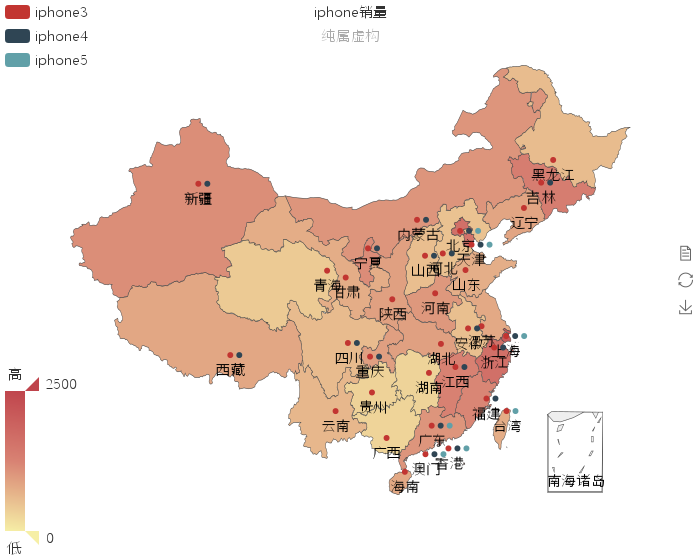 iphone3
iphone4
iphone5
iphone销量
纯属虚构
黑龙江
吉林
新疆
辽宁
内蒙古
北京
天津
宁夏
山西
河北
青海
甘肃
山东
陕西
河南
上海
安徽
江苏
浙江
四川
湖北
重庆
西藏
湖南
江西
贵州
福建
云南
台湾
广东
广西
澳门
香港
海南
南海诸岛
高
2500
0
低